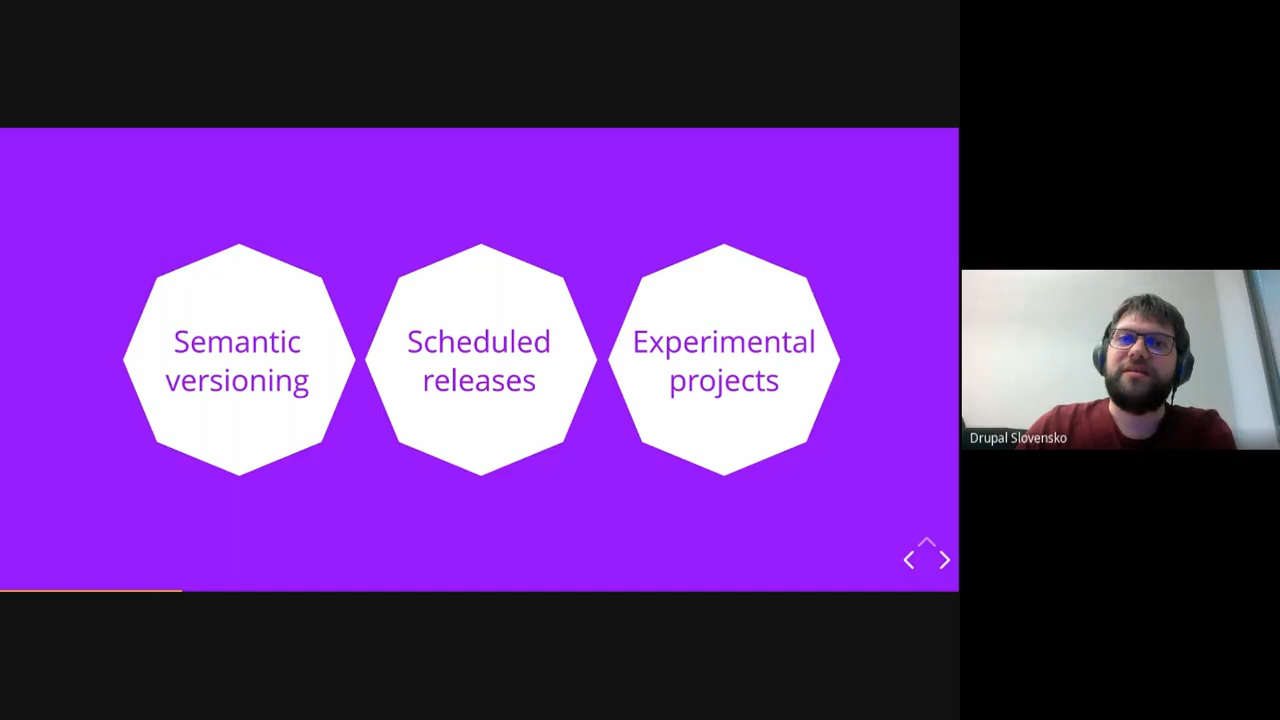 Semantic
versioning
Scheduled
releases
Experimental
projects
Drupal Slovensko